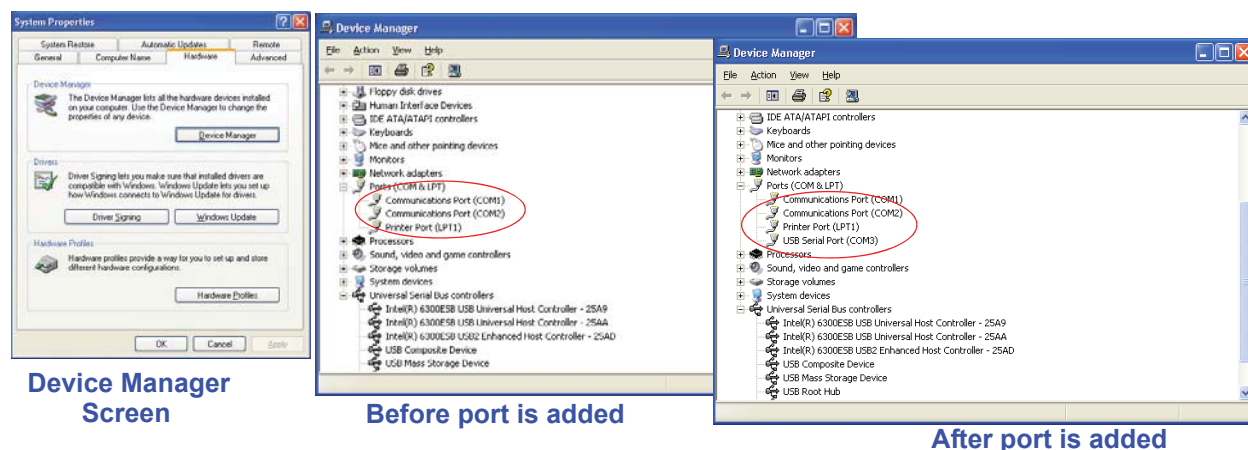 System Properties
System Restore Automatic Updates Remote
General Computer Name Hardware Advanced
Device Manager
The Device Manager lists all the hardware devices installed
on your computer. Use the Device Manager to change the
properties of any device.
Device Manager
Drivers
Driver Signing lets you make sure that installed drivers are
compatible with Windows. Windows Update lets you set up
how Windows connects to Windows Update for drivers.
Driver Signing Windows Update
Hardware Profiles
Hardware profiles provide a way for you to set up and store
different hardware configurations.
Hardware Profiles
OK Cancel Apply
Device Manager
Screen
Device Manager
File Action View Help
Floppy disk drives
Human Interface Devices
IDE ATA/ATAPI controllers
Keyboards
Mice and other pointing devices
Monitors
Network adapters
Ports (COM & LPT)
Communications Port (COM1)
Communications Port (COM2)
Printer Port (LPT1)
Processors
Sound, video and game controllers
Storage volumes
System devices
Universal Serial Bus controllers
Intel(R) 6300ESB USB Universal Host Controller - 25A9
Intel(R) 6300ESB USB Universal Host Controller - 25AA
Intel(R) 6300ESB USB2 Enhanced Host Controller - 25AD
USB Composite Device
USB Mass Storage Device
Before port is added
Device Manager
File Action View Help
IDE ATA/ATAPI controllers
Keyboards
Mice and other pointing devices
Monitors
Network adapters
Ports (COM & LPT)
Communications Port (COM1)
Communications Port (COM2)
Printer Port (LPT1)
USB Serial Port (COM3)
Processors
Sound, video and game controllers
Storage volumes
System devices
Universal Serial Bus controllers
Intel(R) 6300ESB USB Universal Host Controller - 25A9
Intel(R) 6300ESB USB Universal Host Controller - 25AA
Intel(R) 6300ESB USB2 Enhanced Host Controller - 25AD
USB Composite Device
USB Mass Storage Device
USB Root Hub
After port is added